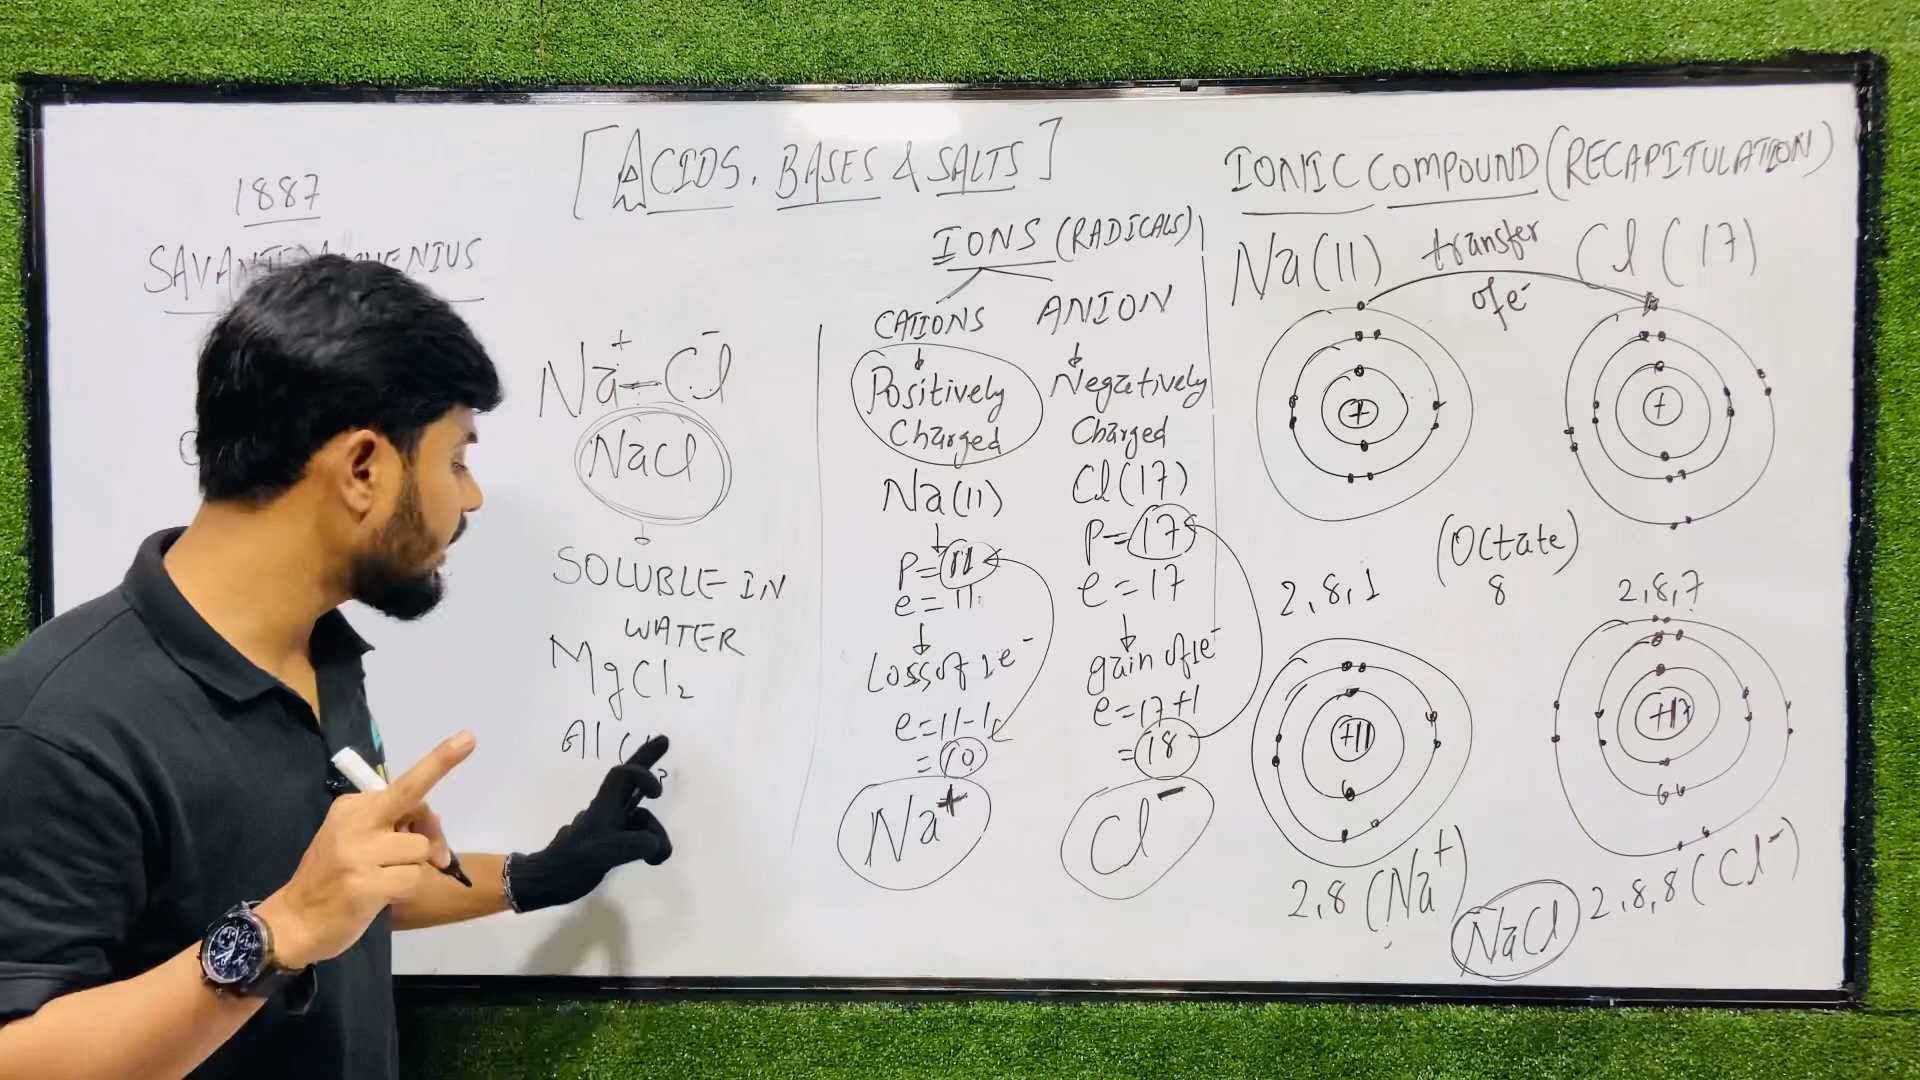 [ACIDS, BASES & SALTS]
1887
Na⁺–Cl⁻
NaCl
SOLUBLE IN
WATER
MgCl₂
Al
IONS (RADICALS)
CATIONS
Positively
Charged
Na(11)
P=11
e=11
Loss of 1e⁻
e=11-1
=10
Na⁺
ANION
Negatively
Charged
Cl(17)
P=17
e=17
gain of 1e⁻
e=17+1
=18
Cl⁻
IONIC COMPOUND (RECAPITULATION)
Na(11) transfer Cl(17)
of e⁻
+ +
(Octate)
8
2,8,1 2,8,7
+11 +17
2,8 (Na⁺) 2,8,8 (Cl⁻)
NaCl